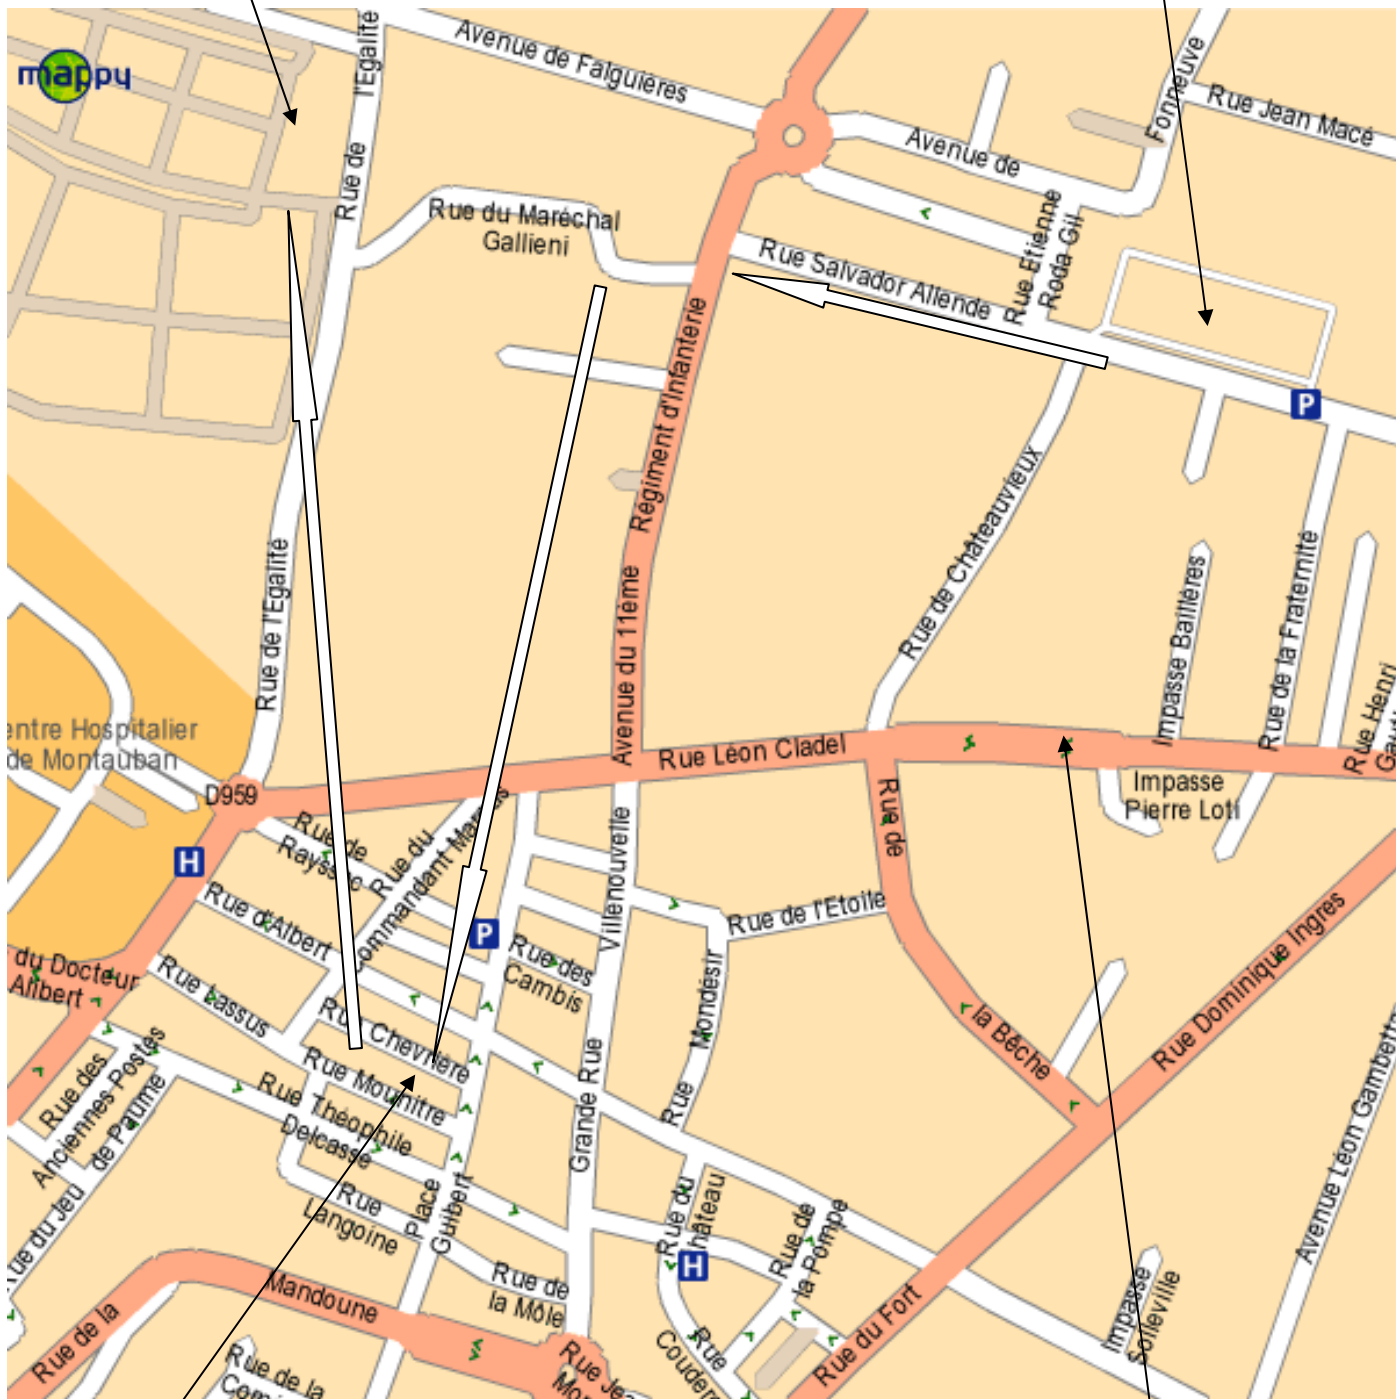 mappy
Rue de l'Egalité
Avenue de Falguières
Avenue de
Fonneuve
Rue Jean Macé
Rue du Maréchal
Gallieni
Rue Salvador Allende
Rue Etienne
Roda Gil
P
Avenue du 11ème Régiment d'Infanterie
Rue de Châteauvieux
Rue de l'Egalité
Impasse Baillères
Rue de la Fraternité
Rue Henri
entre Hospitalier
de Montauban
D959
Rue Léon Cladel
Impasse
Pierre Loti
H
Rue de
Rayssac
Rue du
Commandant
Villenouvelle
Rue de
la Bêche
P
Rue d'Albert
Rue de l'Etoile
Rue des
Cambis
Rue Dominique Ingres
du Docteur
Alibert
Rue Lassus
Rue Chevrière
Rue Mondésir
Rue Mounitre
Rue Théophile
Delcassé
Rue des
Anciennes Postes
Rue du Jeu
de Paume
Grande Rue
Avenue Léon Gambett
Rue
Langoine
Place
Guibert
Rue du
Château
H
Rue de
la Pompe
Rue de
la Môle
Mandoune
Rue de la
Rue du Fort
Impasse
Solleville
Rue
Couderc
Rue de la